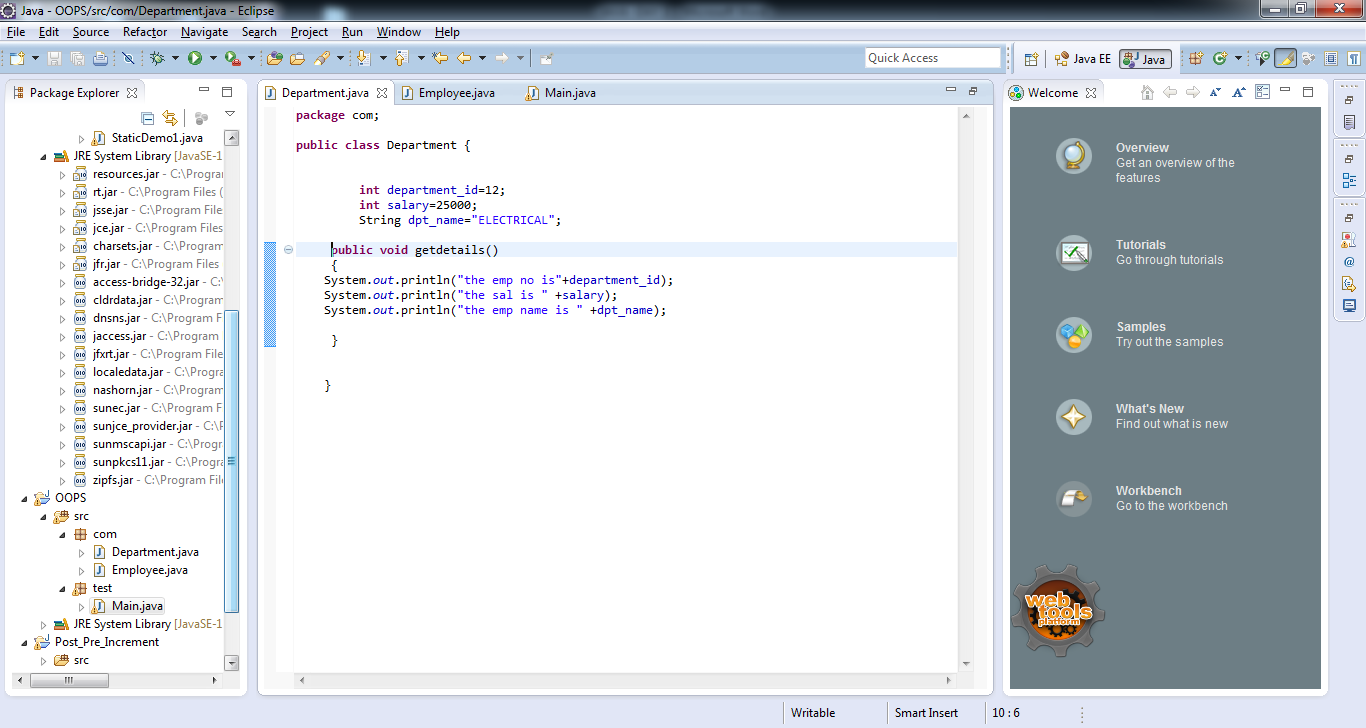 Java - OOPS/src/com/Department.java - Eclipse
File Edit Source Refactor Navigate Search Project Run Window Help
Quick Access
Java EE
Java
Package Explorer
StaticDemo1.java
JRE System Library [JavaSE-1
resources.jar - C:\Program
rt.jar - C:\Program Files (
jsse.jar - C:\Program File
jce.jar - C:\Program Files
charsets.jar - C:\Program
jfr.jar - C:\Program Files
access-bridge-32.jar - C:
cldrdata.jar - C:\Program
dnsns.jar - C:\Program F
jaccess.jar - C:\Program
jfxrt.jar - C:\Program File
localedata.jar - C:\Progra
nashorn.jar - C:\Program
sunec.jar - C:\Program F
sunjce_provider.jar - C:\P
sunmscapi.jar - C:\Progr
sunpkcs11.jar - C:\Progra
zipfs.jar - C:\Program File
OOPS
src
com
Department.java
Employee.java
test
Main.java
JRE System Library [JavaSE-1
Post_Pre_Increment
src
Department.java
Employee.java
Main.java
package com;
public class Department {
int department_id=12;
int salary=25000;
String dpt_name="ELECTRICAL";
public void getdetails()
{
System.out.println("the emp no is"+department_id);
System.out.println("the sal is " +salary);
System.out.println("the emp name is " +dpt_name);
}
}
Welcome
Overview
Get an overview of the
features
Tutorials
Go through tutorials
Samples
Try out the samples
What's New
Find out what is new
Workbench
Go to the workbench
web
tools
platform
Writable
Smart Insert
10 : 6